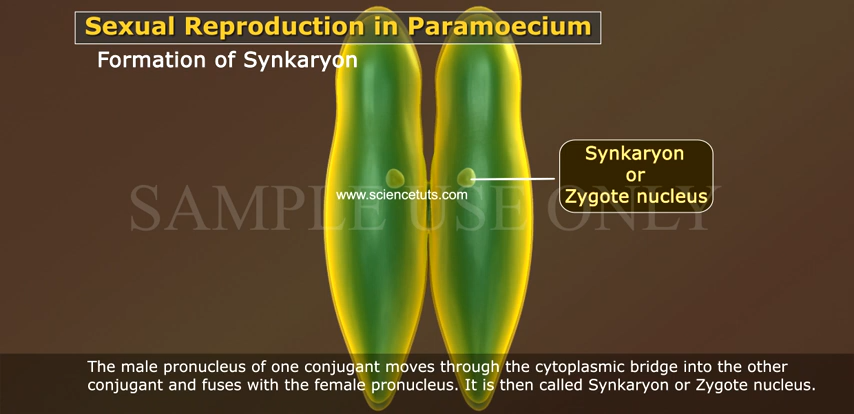 Sexual Reproduction in Paramoecium
Formation of Synkaryon
Synkaryon
or
Zygote nucleus
www.sciencetuts.com
SAMPLE USE ONLY
The male pronucleus of one conjugant moves through the cytoplasmic bridge into the other
conjugant and fuses with the female pronucleus. It is then called Synkaryon or Zygote nucleus.